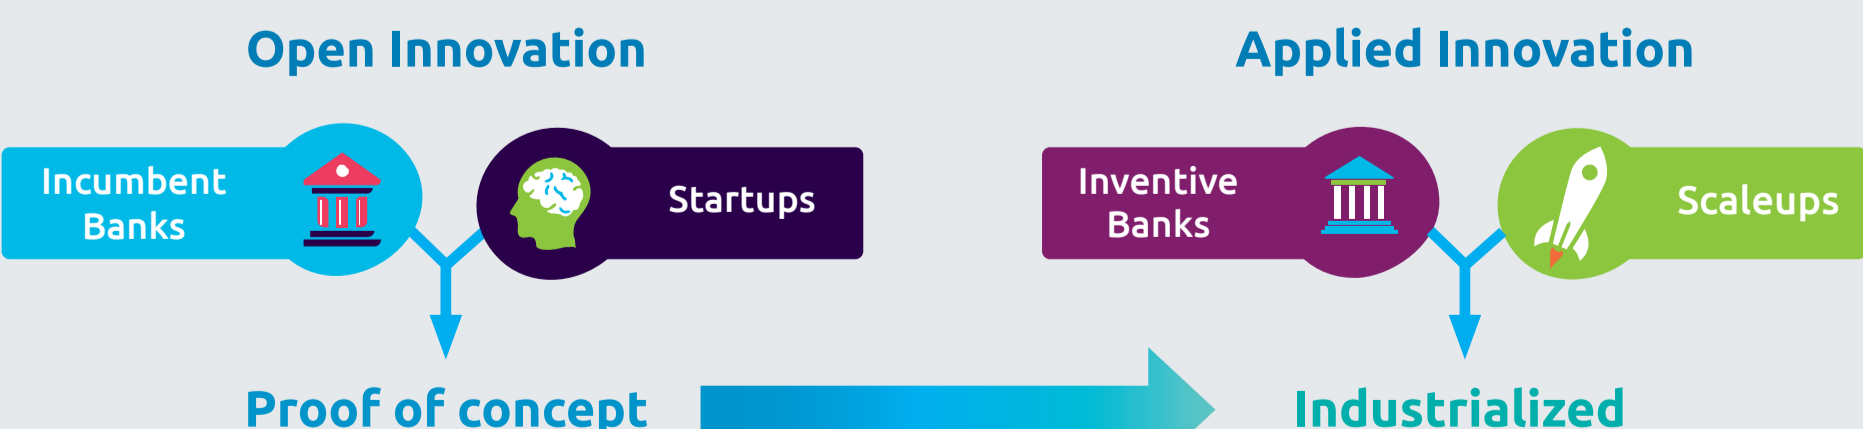 Open Innovation
Applied Innovation
Incumbent
Banks
Startups
Inventive
Banks
Scaleups
Proof of concept
Industrialized